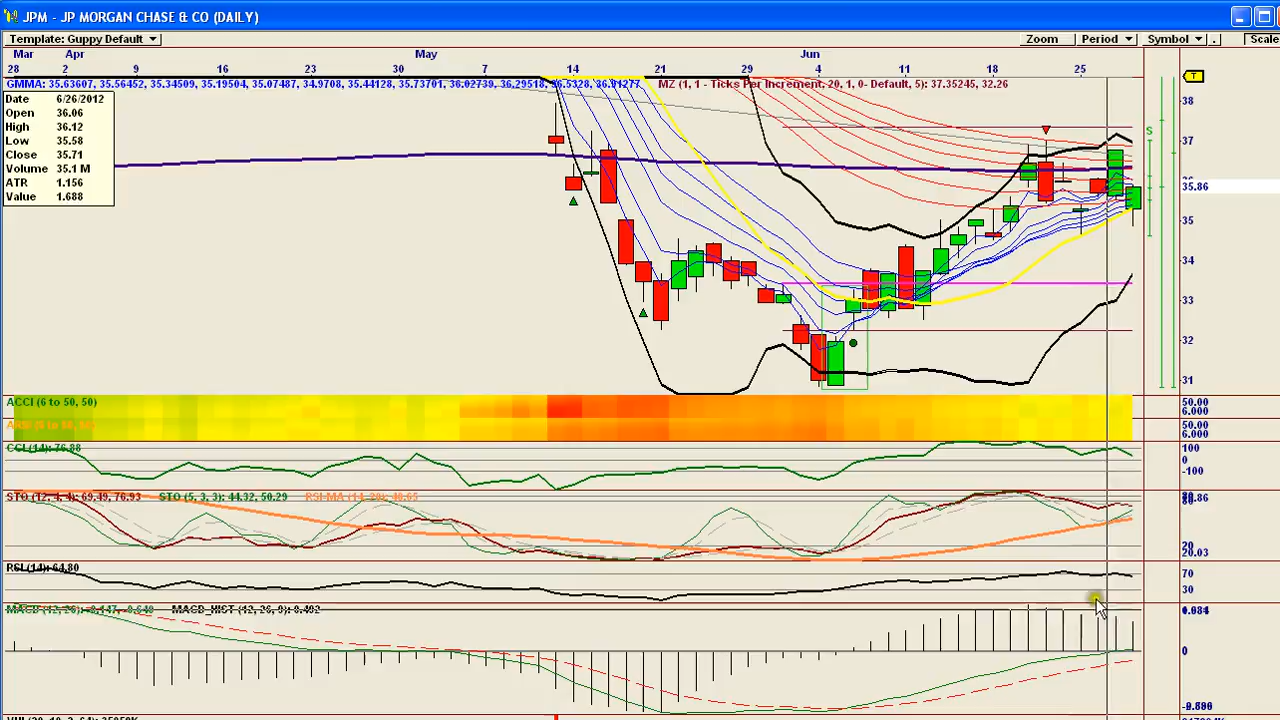 JPM - JP MORGAN CHASE & CO (DAILY)
Template: Guppy Default Zoom Period Symbol . Scale
Mar Apr May Jun
28 2 9 16 23 30 7 14 21 29 4 11 18 25
GMMA: 35.63607, 35.56452, 35.34509, 35.19504, 35.07487, 34.9708, 35.44128, 35.73701, 36.02739, 36.29518, MZ (1, 1 - Ticks Per Increment, 20, 1, 0- Default, 5): 37.35245, 32.26
Date 6/26/2012
Open 36.06
High 36.12
Low 35.58
Close 35.71
Volume 35.1 M
ATR 1.156
Value 1.688
T
38
S
37
35.86
35
34
33
32
31
ACCI (6 to 50, 50) 50.00
6.000
50.00
6.000
CCI (14): 76.88 100
0
-100
STO (12, 4, 4): 69.49, 76.93 STO (5, 3, 3): 44.32, 50.29
20
20.03
RSI (14): 64.80 70
30
MACD_HIST (12, 26, 9): 0.492
0